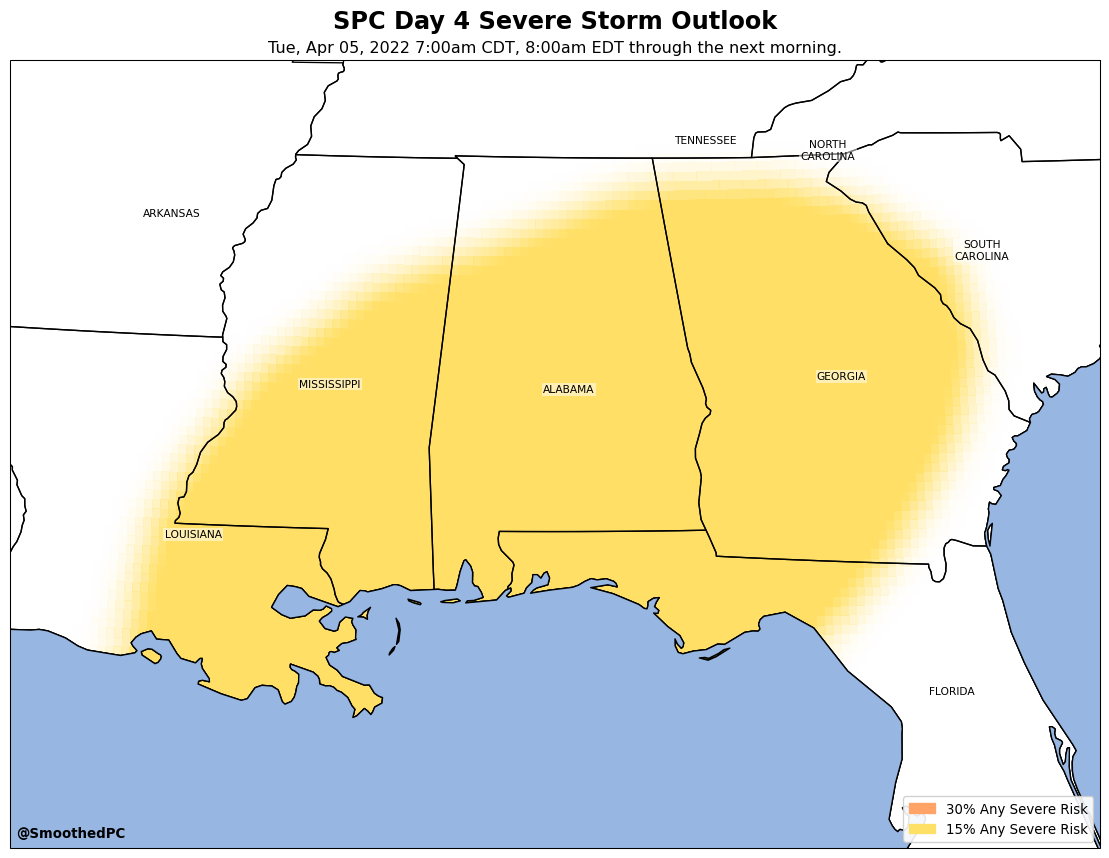 SPC Day 4 Severe Storm Outlook
Tue, Apr 05, 2022 7:00am CDT, 8:00am EDT through the next morning.
TENNESSEE
NORTH
CAROLINA
ARKANSAS
SOUTH
CAROLINA
MISSISSIPPI
ALABAMA
GEORGIA
LOUISIANA
FLORIDA
30% Any Severe Risk
15% Any Severe Risk
@SmoothedPC